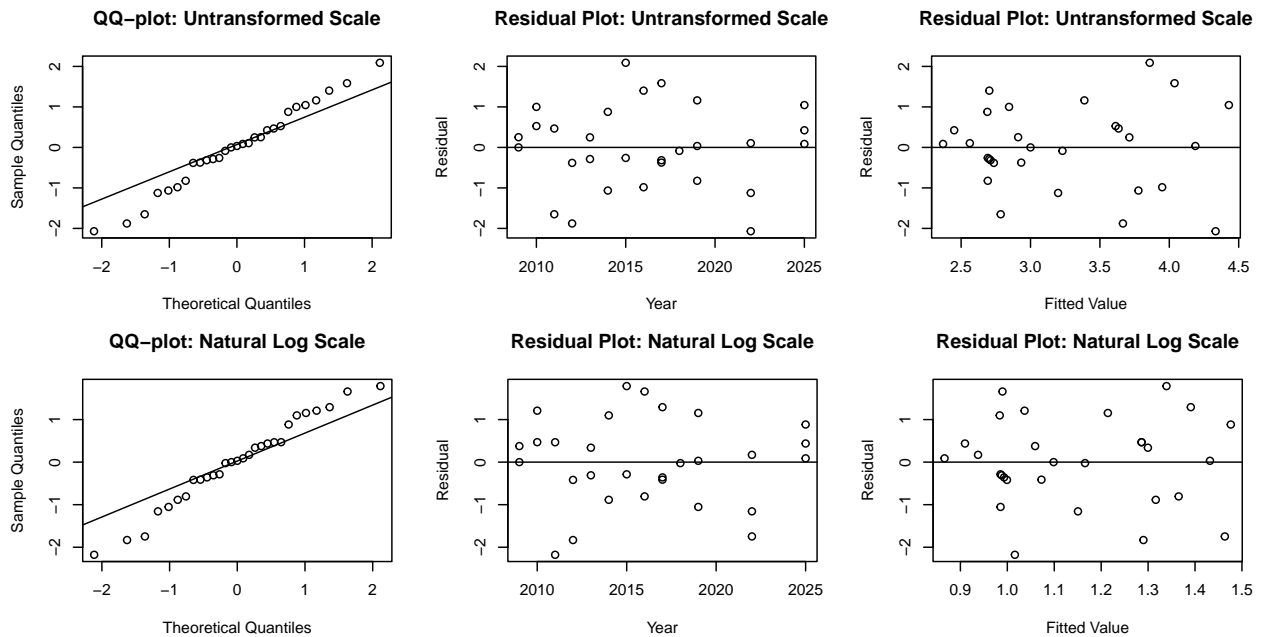 QQ−plot: Untransformed Scale
Sample Quantiles
2
1
0
−1
−2
−2 −1 0 1 2
Theoretical Quantiles
Residual Plot: Untransformed Scale
Residual
2
1
0
−1
−2
2010 2015 2020 2025
Year
Residual Plot: Untransformed Scale
Residual
2
1
0
−1
−2
2.5 3.0 3.5 4.0 4.5
Fitted Value
QQ−plot: Natural Log Scale
Sample Quantiles
1
0
−1
−2
−2 −1 0 1 2
Theoretical Quantiles
Residual Plot: Natural Log Scale
Residual
1
0
−1
−2
2010 2015 2020 2025
Year
Residual Plot: Natural Log Scale
Residual
1
0
−1
−2
0.9 1.0 1.1 1.2 1.3 1.4 1.5
Fitted Value